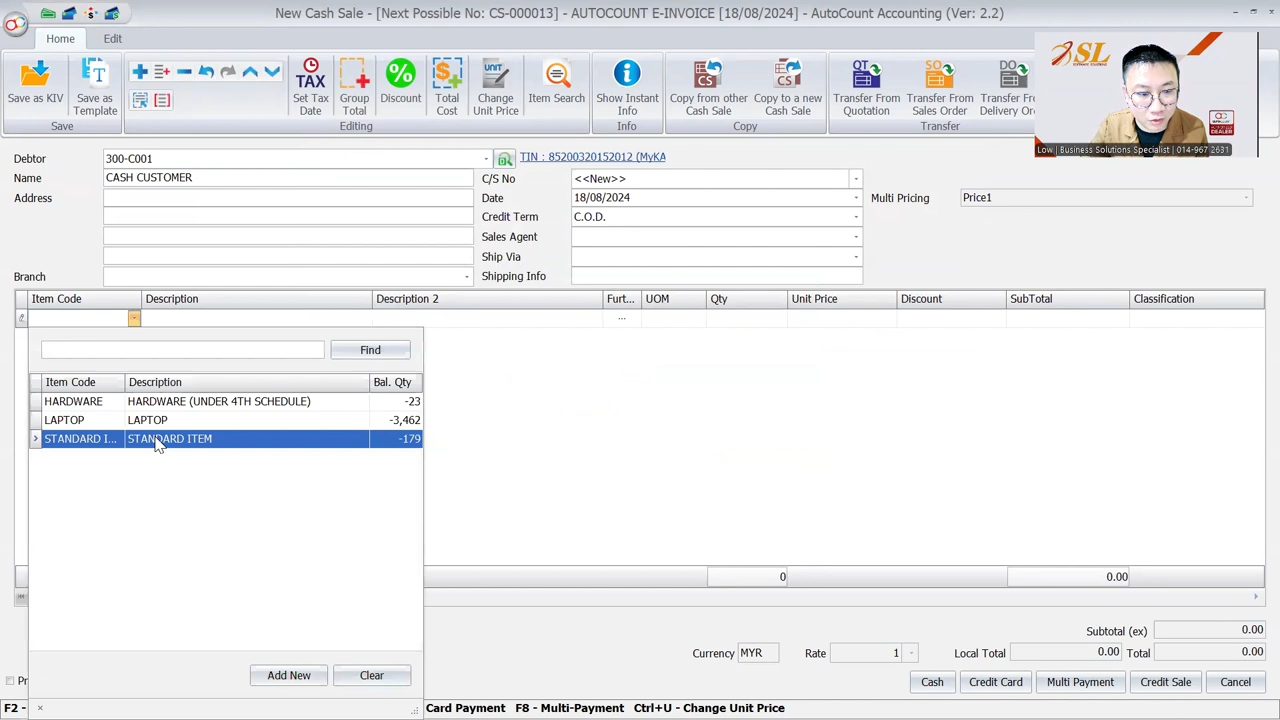 New Cash Sale - [Next Possible No: CS-000013] - AUTOCOUNT E-INVOICE [18/08/2024] - AutoCount Accounting (Ver: 2.2)
Home Edit
Save as KIV
Save as Template
Save
Set Tax Date
Group Total
Discount
Total Cost
Change Unit Price
Item Search
Editing
Show Instant Info
Info
Copy from other Cash Sale
Copy to a new Cash Sale
Copy
Transfer From Quotation
Transfer From Sales Order
Transfer Fr
Delivery Or
Transfer
SL
Low | Business Solutions Specialist | 014-967 2631
Debtor 300-C001 TIN : 85200320152012 (MyKA
Name CASH CUSTOMER C/S No <<New>>
Address Date 18/08/2024 Multi Pricing Price1
Credit Term C.O.D.
Sales Agent
Ship Via
Branch Shipping Info
Item Code Description Description 2 Furt... UOM Qty Unit Price Discount SubTotal Classification
...
Find
Item Code Description Bal. Qty
HARDWARE HARDWARE (UNDER 4TH SCHEDULE) -23
LAPTOP LAPTOP -3,462
STANDARD I... STANDARD ITEM -179
0 0.00
Subtotal (ex) 0.00
Currency MYR Rate 1 Local Total 0.00 Total 0.00
Add New Clear
Pr Cash Credit Card Multi Payment Credit Sale Cancel
F2 - Card Payment F8 - Multi-Payment Ctrl+U - Change Unit Price